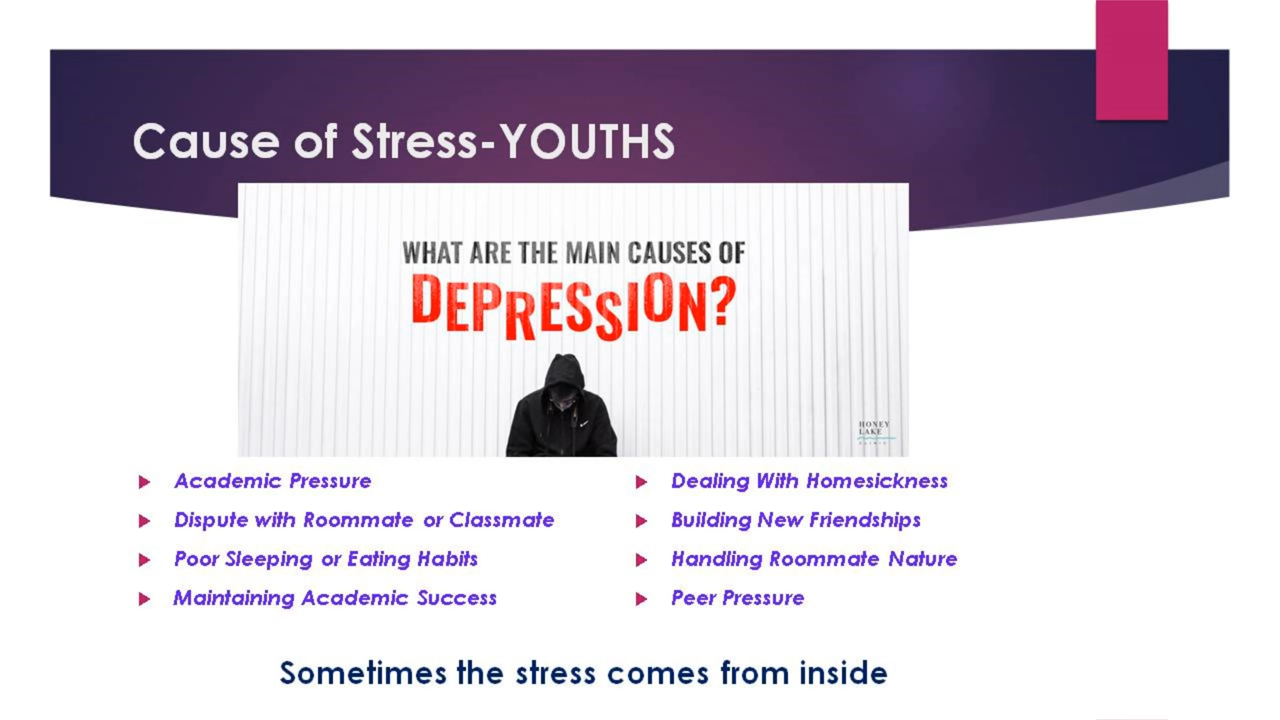 Cause of Stress-YOUTHS
WHAT ARE THE MAIN CAUSES OF
DEPRESSION?
HONEY
LAKE
CLINIC
Academic Pressure
Dispute with Roommate or Classmate
Poor Sleeping or Eating Habits
Maintaining Academic Success
Dealing With Homesickness
Building New Friendships
Handling Roommate Nature
Peer Pressure
Sometimes the stress comes from inside